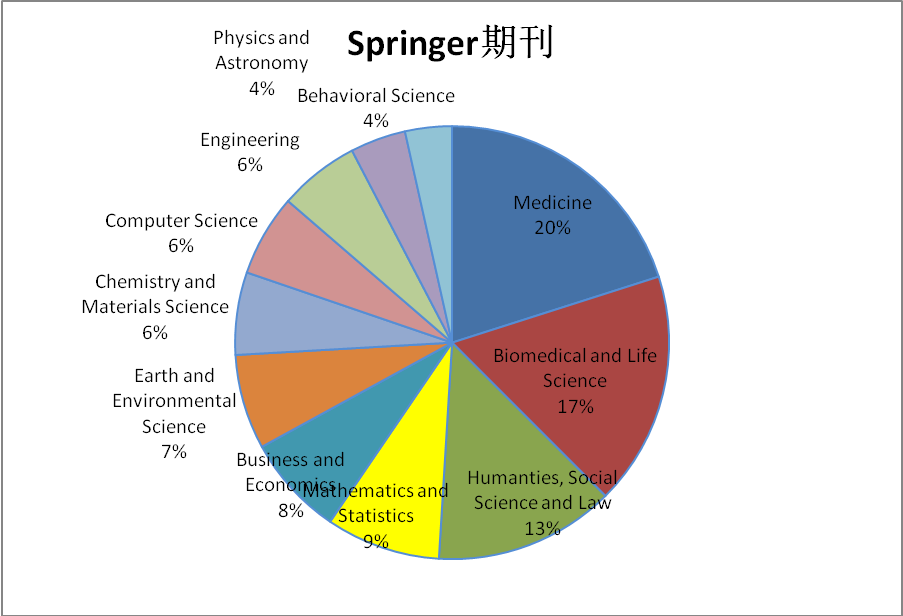 Springer期刊
Medicine
20%
Biomedical and Life
Science
17%
Humanties, Social
Science and Law
13%
Mathematics and
Statistics
9%
Business and
Economics
8%
Earth and
Environmental
Science
7%
Chemistry and
Materials Science
6%
Computer Science
6%
Engineering
6%
Physics and
Astronomy
4%
Behavioral Science
4%